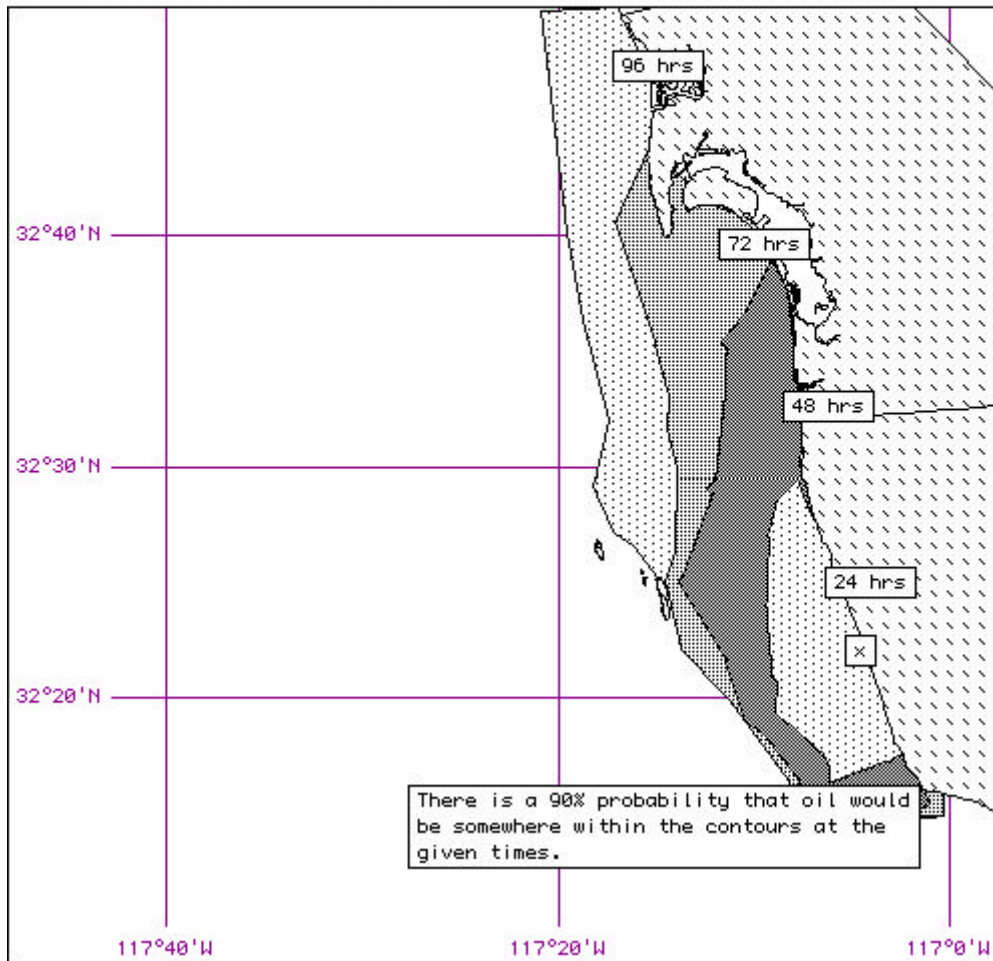 96 hrs
32°40'N
72 hrs
48 hrs
32°30'N
24 hrs
x
32°20'N
There is a 90% probability that oil would
be somewhere within the contours at the
given times.
117°40'W
117°20'W
117°0'W